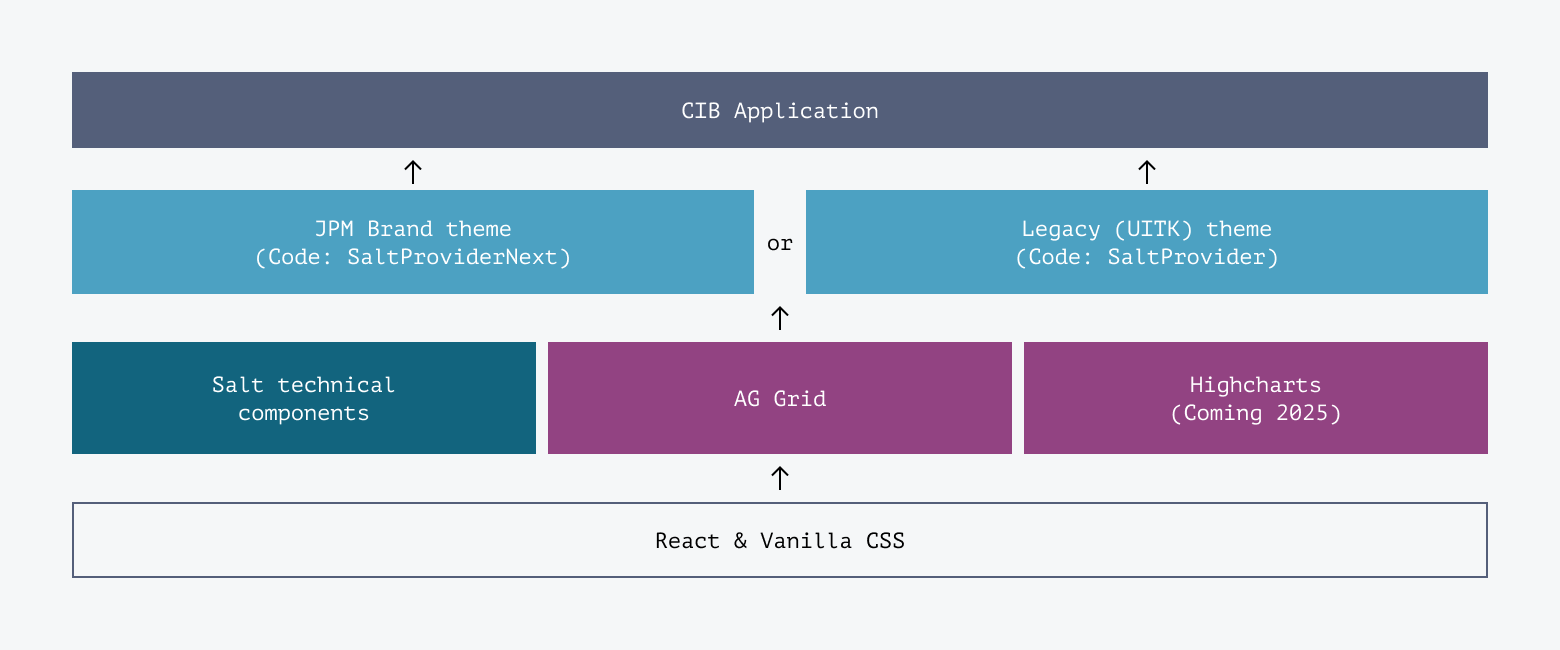 CIB Application
JPM Brand theme
(Code: SaltProviderNext)
or
Legacy (UITK) theme
(Code: SaltProvider)
Salt technical
components
AG Grid
Highcharts
(Coming 2025)
React & Vanilla CSS